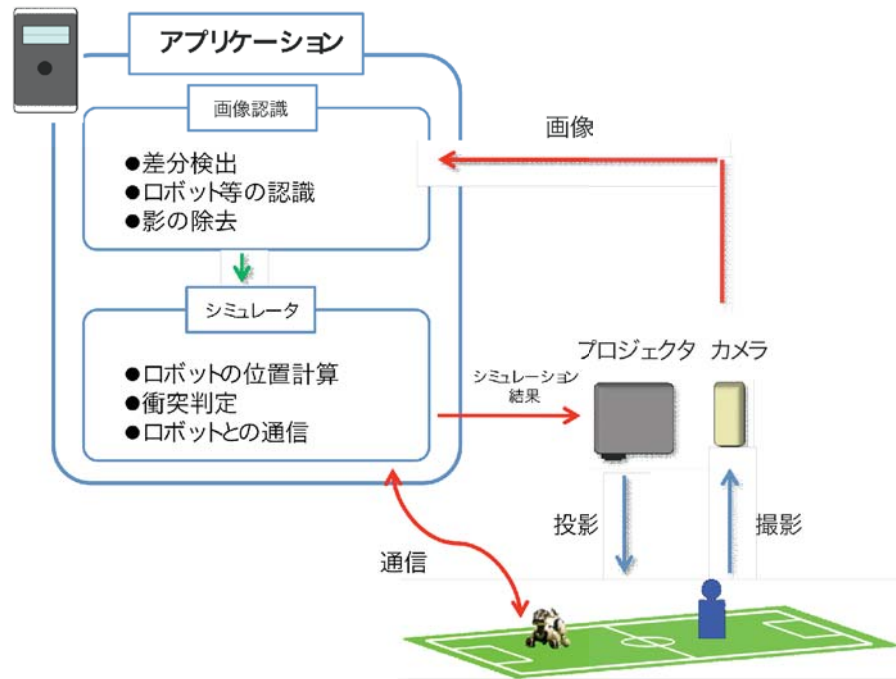 アプリケーション
画像認識
●差分検出
●ロボット等の認識
●影の除去
シミュレータ
●ロボットの位置計算
●衝突判定
●ロボットとの通信
画像
プロジェクタ
カメラ
シミュレーション
結果
投影
撮影
通信